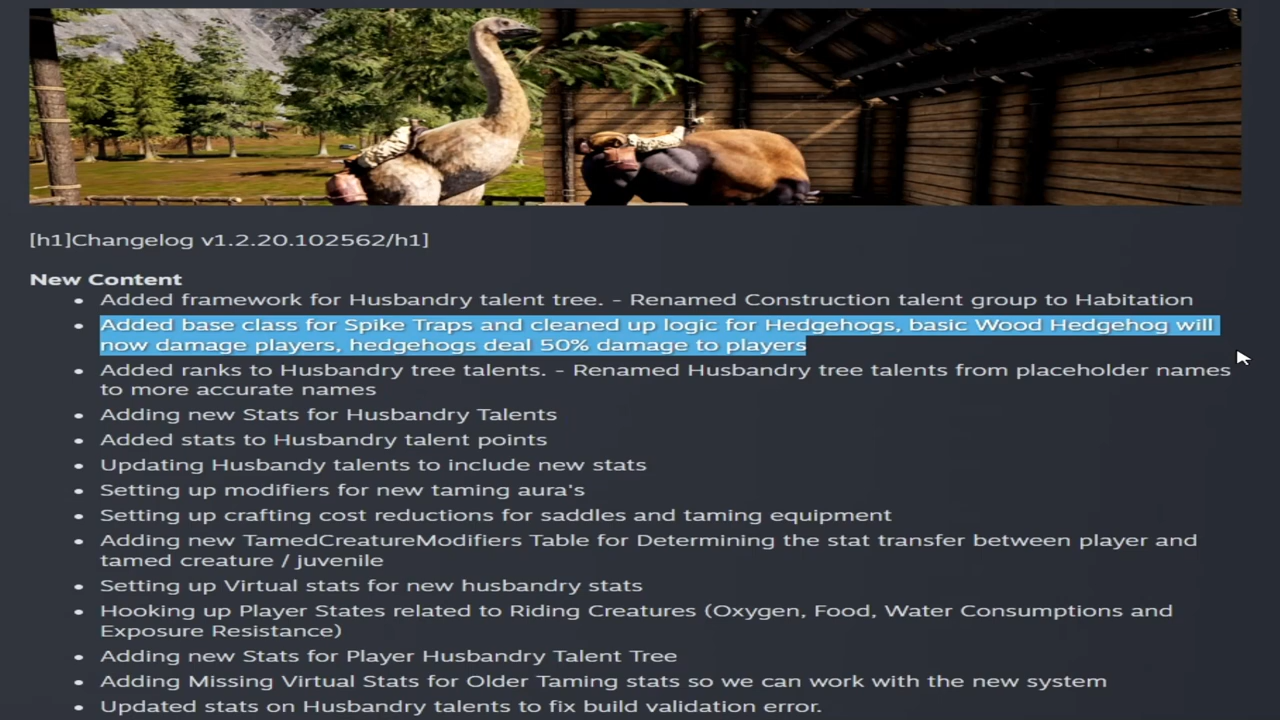 [h1]Changelog v1.2.20.102562/h1]
New Content
• Added framework for Husbandry talent tree. - Renamed Construction talent group to Habitation
• Added base class for Spike Traps and cleaned up logic for Hedgehogs, basic Wood Hedgehog will
now damage players, hedgehogs deal 50% damage to players
• Added ranks to Husbandry tree talents. - Renamed Husbandry tree talents from placeholder names
to more accurate names
• Adding new Stats for Husbandry Talents
• Added stats to Husbandry talent points
• Updating Husbandy talents to include new stats
• Setting up modifiers for new taming aura's
• Setting up crafting cost reductions for saddles and taming equipment
• Adding new TamedCreatureModifiers Table for Determining the stat transfer between player and
tamed creature / juvenile
• Setting up Virtual stats for new husbandry stats
• Hooking up Player States related to Riding Creatures (Oxygen, Food, Water Consumptions and
Exposure Resistance)
• Adding new Stats for Player Husbandry Talent Tree
• Adding Missing Virtual Stats for Older Taming stats so we can work with the new system
• Updated stats on Husbandry talents to fix build validation error.